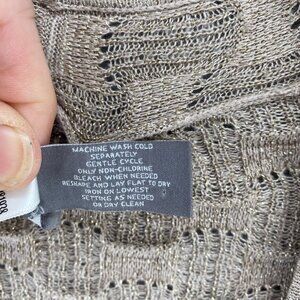 MACHINE WASH COLD
SEPARATELY
GENTLE CYCLE
ONLY NON-CHLORINE
BLEACH WHEN NEEDED
RESHAPE AND LAY FLAT TO DRY
IRON ON LOWEST
SETTING AS NEEDED
OR DRY CLEAN